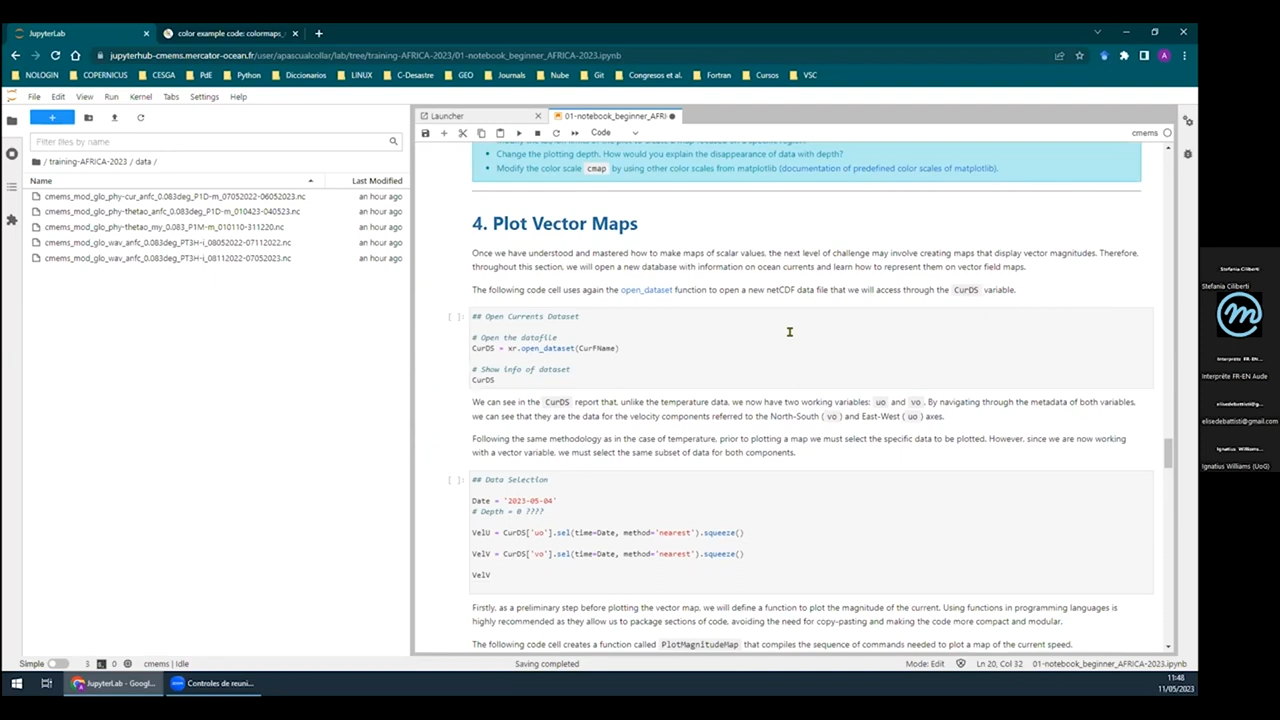 JupyterLab
color example code: colormaps_
jupyterhub-cmems.mercator-ocean.fr/user/apascualcollar/lab/tree/training-AFRICA-2023/01-notebook_beginner_AFRICA-2023.ipynb
A
NOLOGIN COPERNICUS CESGA PdE Python Diccionarios LINUX C-Desastre GEO Journals Nube Git Congresos et al. Fortran Cursos VSC
File Edit View Run Kernel Tabs Settings Help
Launcher
01-notebook_beginner_AFRI
Filter files by name
Code
cmems
/ training-AFRICA-2023 / data /
Name
Last Modified
cmems_mod_glo_phy-cur_anfc_0.083deg_P1D-m_07052022-06052023.nc an hour ago
cmems_mod_glo_phy-thetao_anfc_0.083deg_P1D-m_010423-040523.nc an hour ago
cmems_mod_glo_phy-thetao_my_0.083_P1M-m_010110-311220.nc an hour ago
cmems_mod_glo_wav_anfc_0.083deg_PT3H-i_08052022-07112022.nc an hour ago
cmems_mod_glo_wav_anfc_0.083deg_PT3H-i_08112022-07052023.nc an hour ago
Change the plotting depth. How would you explain the disappearance of data with depth?
Modify the color scale cmap by using other color scales from matplotlib (documentation of predefined color scales of matplotlib).
4. Plot Vector Maps
Once we have understood and mastered how to make maps of scalar values, the next level of challenge may involve creating maps that display vector magnitudes. Therefore,
throughout this section, we will open a new database with information on ocean currents and learn how to represent them on vector field maps.
The following code cell uses again the open_dataset function to open a new netCDF data file that we will access through the CurDS variable.
[ ]:
## Open Currents Dataset
# Open the datafile
CurDS = xr.open_dataset(CurFName)
# Show info of dataset
CurDS
We can see in the CurDS report that, unlike the temperature data, we now have two working variables: uo and vo. By navigating through the metadata of both variables,
we can see that they are the data for the velocity components referred to the North-South (vo) and East-West (uo) axes.
Following the same methodology as in the case of temperature, prior to plotting a map we must select the specific data to be plotted. However, since we are now working
with a vector variable, we must select the same subset of data for both components.
[ ]:
## Data Selection
Date = '2023-05-04'
# Depth = 0 ????
VelU = CurDS['uo'].sel(time=Date, method='nearest').squeeze()
VelV = CurDS['vo'].sel(time=Date, method='nearest').squeeze()
VelV
Firstly, as a preliminary step before plotting the vector map, we will define a function to plot the magnitude of the current. Using functions in programming languages is
highly recommended as they allow us to package sections of code, avoiding the need for copy-pasting and making the code more compact and modular.
The following code cell creates a function called PlotMagnitudeMap that compiles the sequence of commands needed to plot a map of the current speed.
Simple 3 0 cmems | Idle
Saving completed
Mode: Edit Ln 20, Col 32 01-notebook_beginner_AFRICA-2023.ipynb
JupyterLab - Googl...
Controles de reuni...
11:48
11/05/2023
Stefania Ciliberti
Stefania Ciliberti
Interprète FR-EN...
Interprète FR-EN Aude
elisedebattisti@g...
elisedebattisti@gmail.com
Ignatius Williams...
Ignatius Williams (UoG)